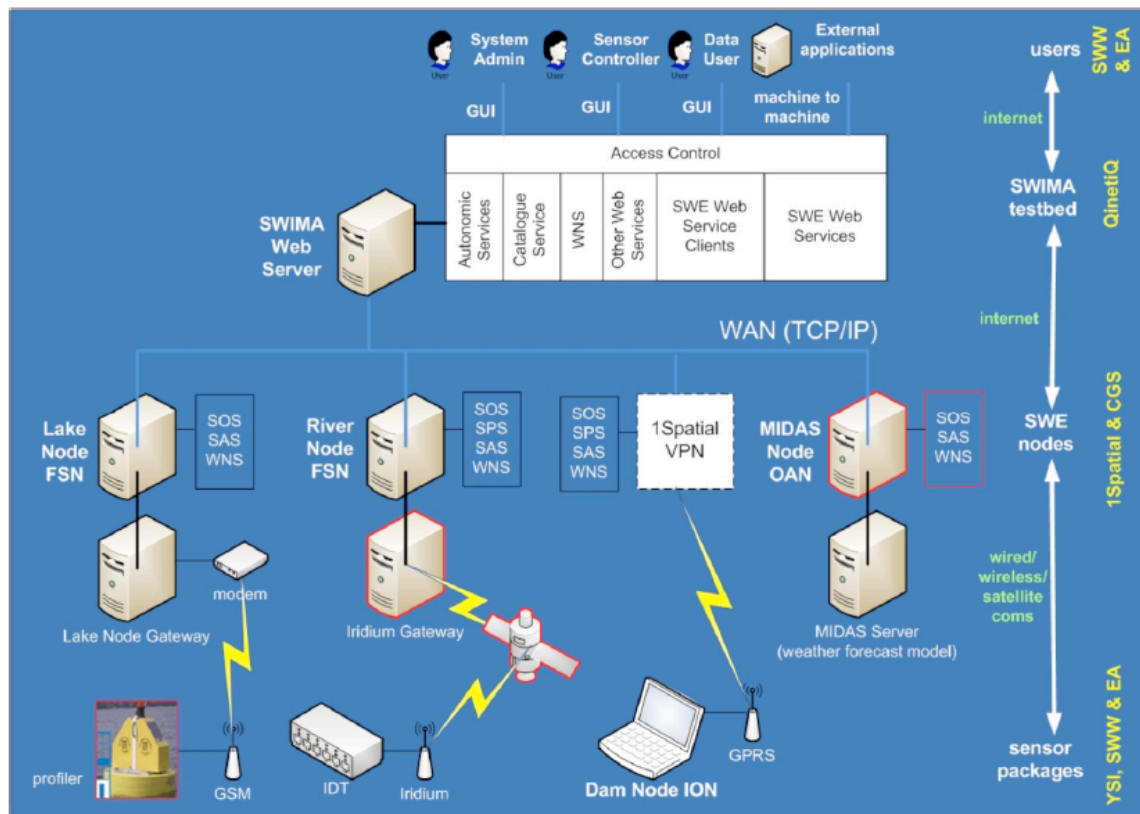 System
Admin
Sensor
Controller
Data
User
External
applications
User
User
User
GUI
GUI
GUI
machine to
machine
Access Control
Autonomic
Services
Catalogue
Service
WNS
Other Web
Services
SWE Web
Service
Clients
SWE Web
Services
SWIMA
Web
Server
WAN (TCP/IP)
Lake
Node
FSN
SOS
SAS
WNS
River
Node
FSN
SOS
SPS
SAS
WNS
SOS
SPS
SAS
WNS
1Spatial
VPN
MIDAS
Node
OAN
SOS
SAS
WNS
modem
Lake Node Gateway
Iridium Gateway
MIDAS Server
(weather forecast model)
profiler
GSM
IDT
Iridium
Dam Node ION
GPRS
users
internet
SWIMA
testbed
internet
SWE
nodes
wired/
wireless/
satellite
coms
sensor
packages
SWW
& EA
QinetiQ
1Spatial & CGS
YSI, SWW & EA